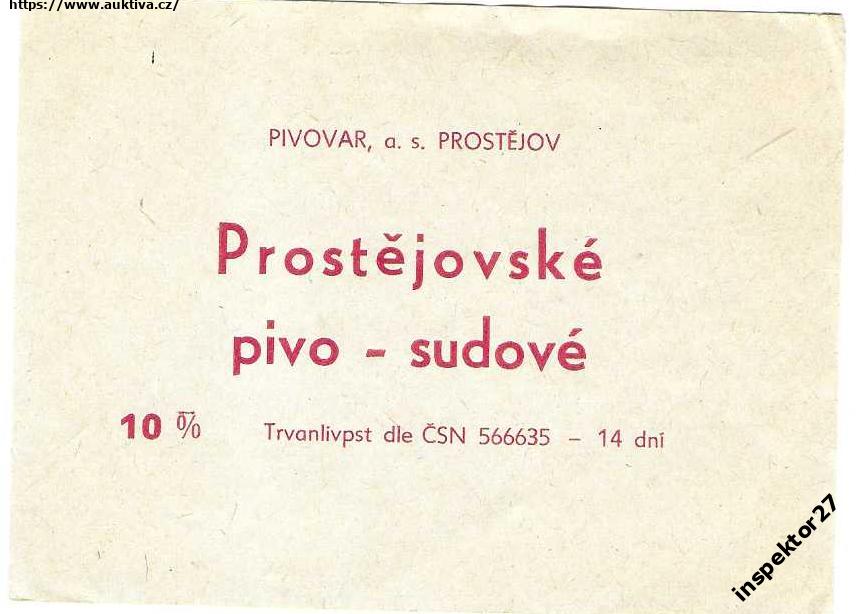 https://www.auktiva.cz/
PIVOVAR, a. s. PROSTĚJOV
Prostějovské
pivo - sudové
10 % Trvanlivpst dle ČSN 566635 – 14 dní
inspektor27